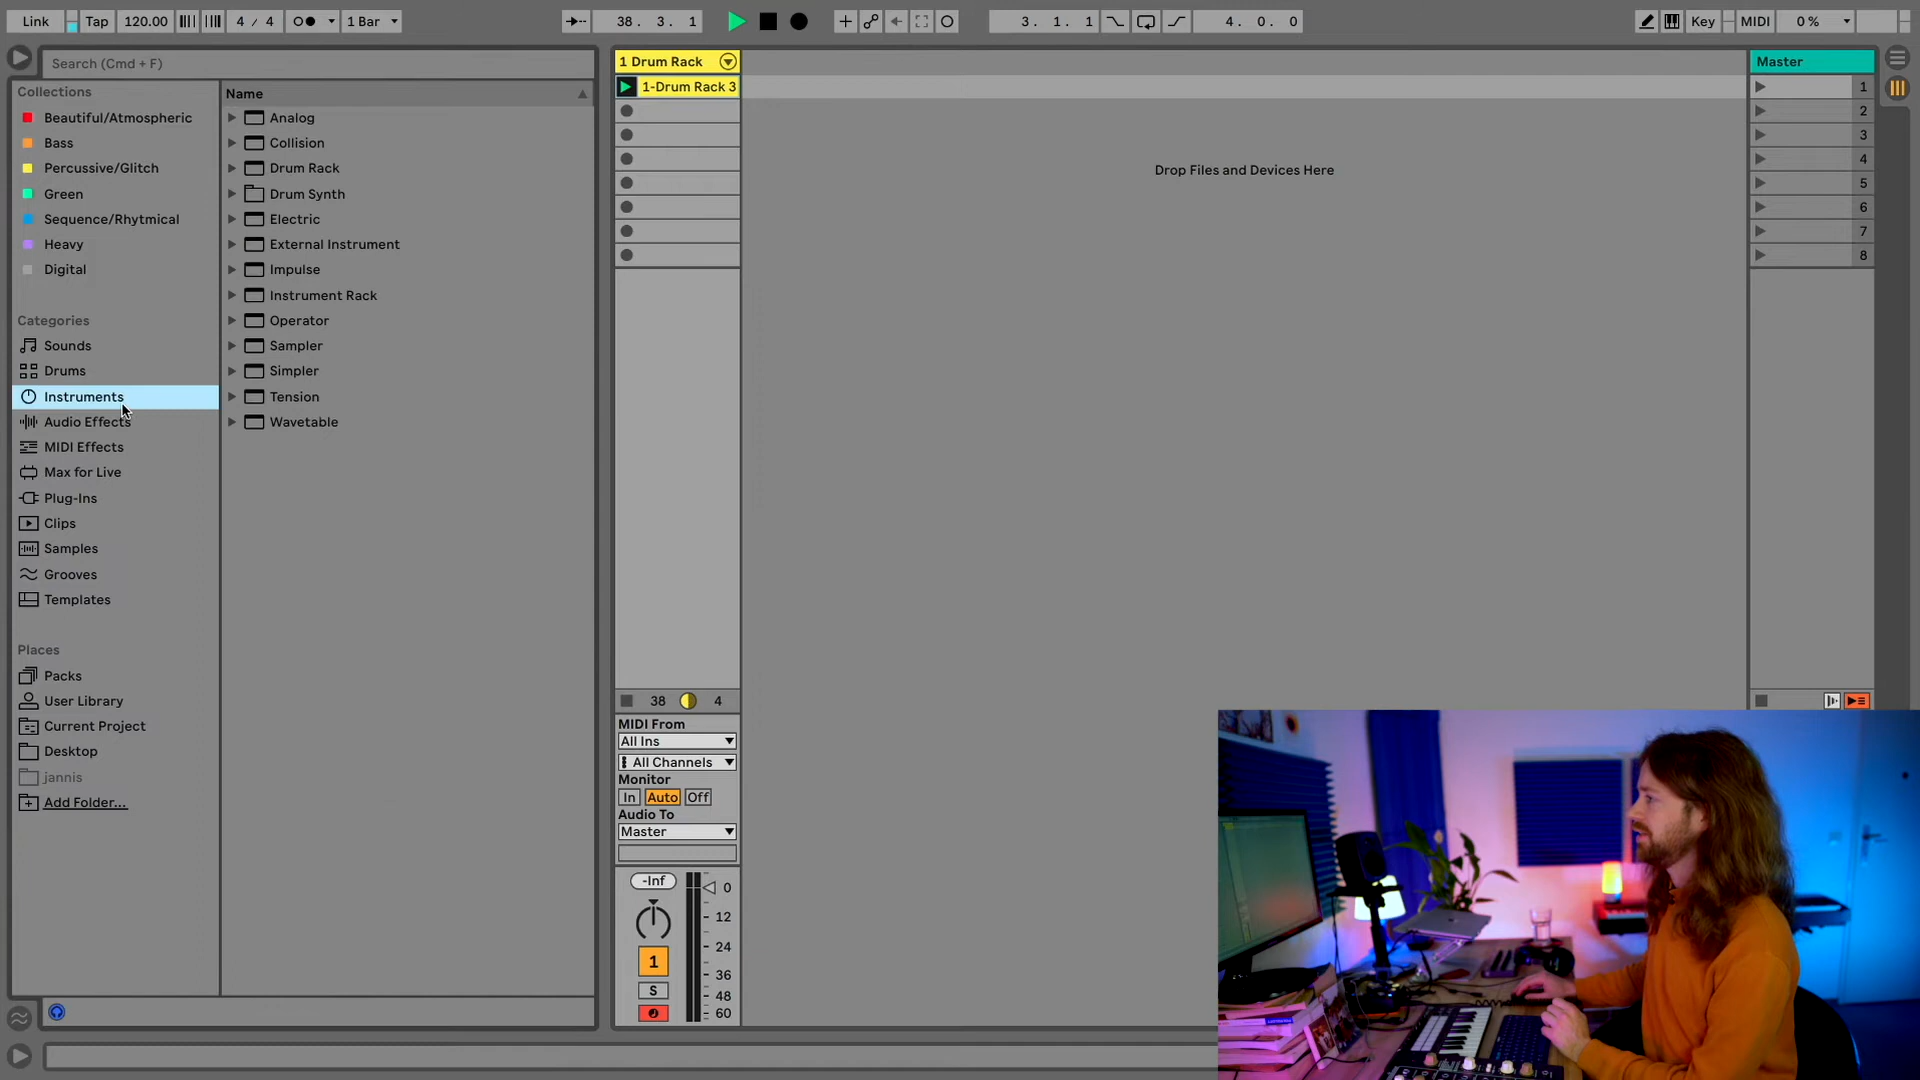 Link Tap 120.00 4 / 4 1 Bar 38. 3. 1 3. 1. 1 4. 0. 0 Key MIDI 0 %
Search (Cmd + F)
Collections
Beautiful/Atmospheric
Bass
Percussive/Glitch
Green
Sequence/Rhytmical
Heavy
Digital
Categories
Sounds
Drums
Instruments
Audio Effects
MIDI Effects
Max for Live
Plug-Ins
Clips
Samples
Grooves
Templates
Places
Packs
User Library
Current Project
Desktop
jannis
Add Folder...
Name
Analog
Collision
Drum Rack
Drum Synth
Electric
External Instrument
Impulse
Instrument Rack
Operator
Sampler
Simpler
Tension
Wavetable
1 Drum Rack
1-Drum Rack 3
38 4
MIDI From
All Ins
All Channels
Monitor
In Auto Off
Audio To
Master
-Inf
0
12
24
36
48
60
1
S
Drop Files and Devices Here
Master
1
2
3
4
5
6
7
8